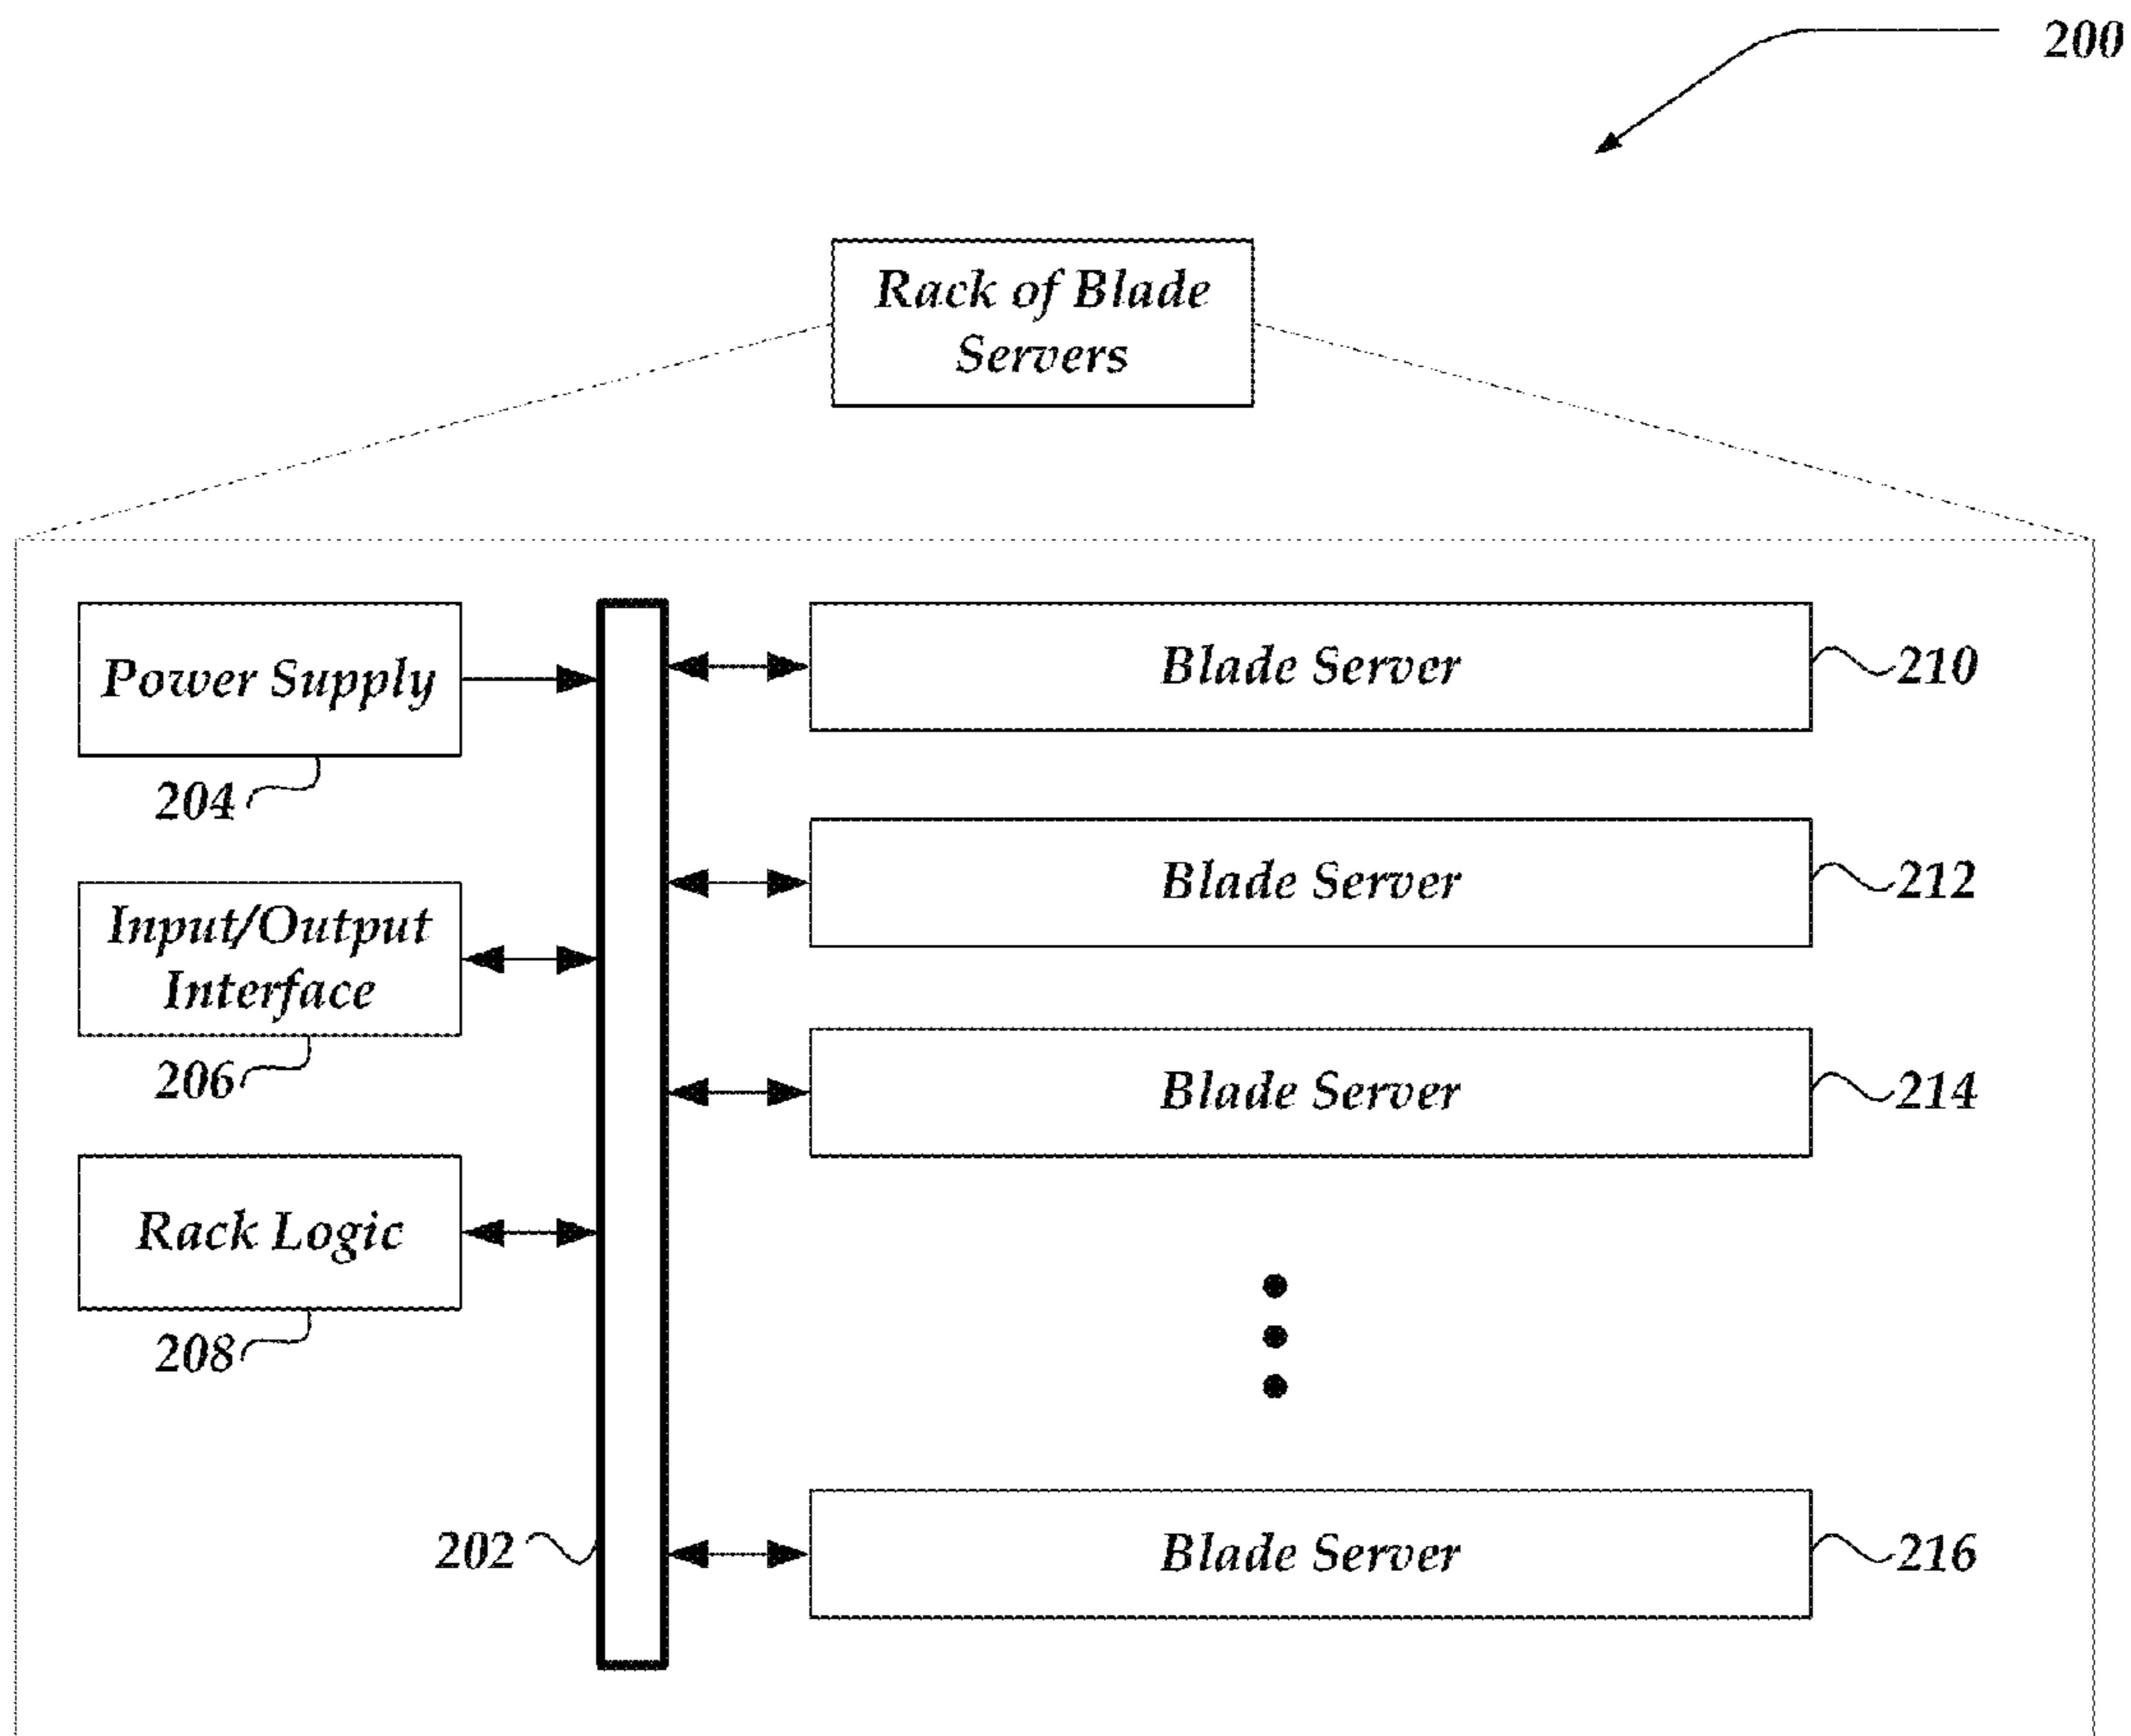 200
Rack of Blade
Servers
Power Supply
204
Input/Output
Interface
206
Rack Logic
208
202
Blade Server
210
Blade Server
212
Blade Server
214
Blade Server
216